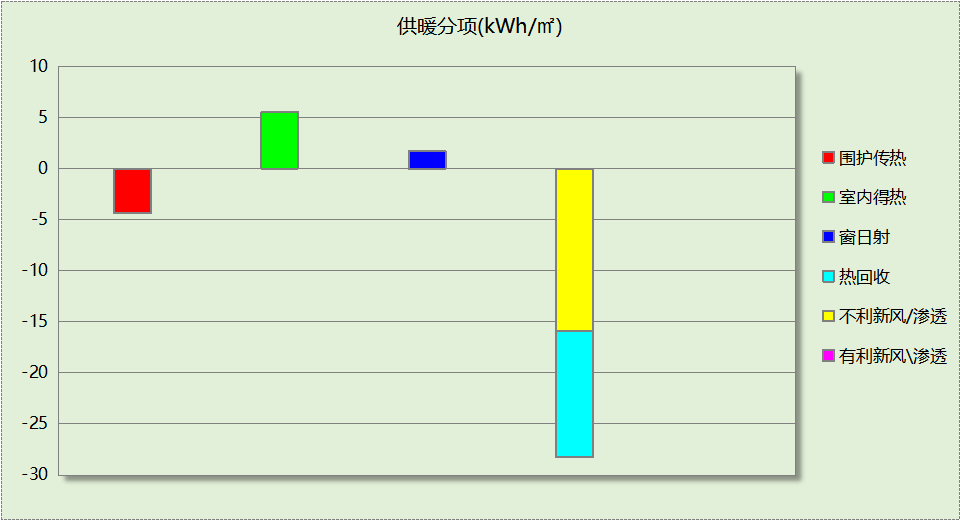 供暖分项(kWh/㎡)
10
5
0
-5
-10
-15
-20
-25
-30
围护传热
室内得热
窗日射
热回收
不利新风/渗透
有利新风\渗透